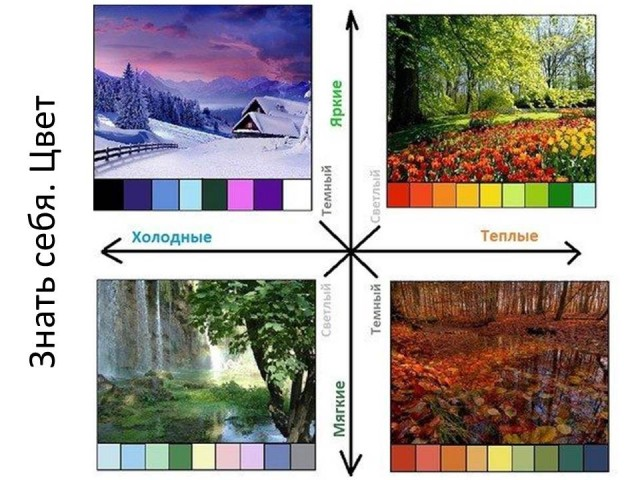 Знать себя. Цвет
Яркие
Темный
Светлый
Холодные
Теплые
Светлый
Темный
Мягкие